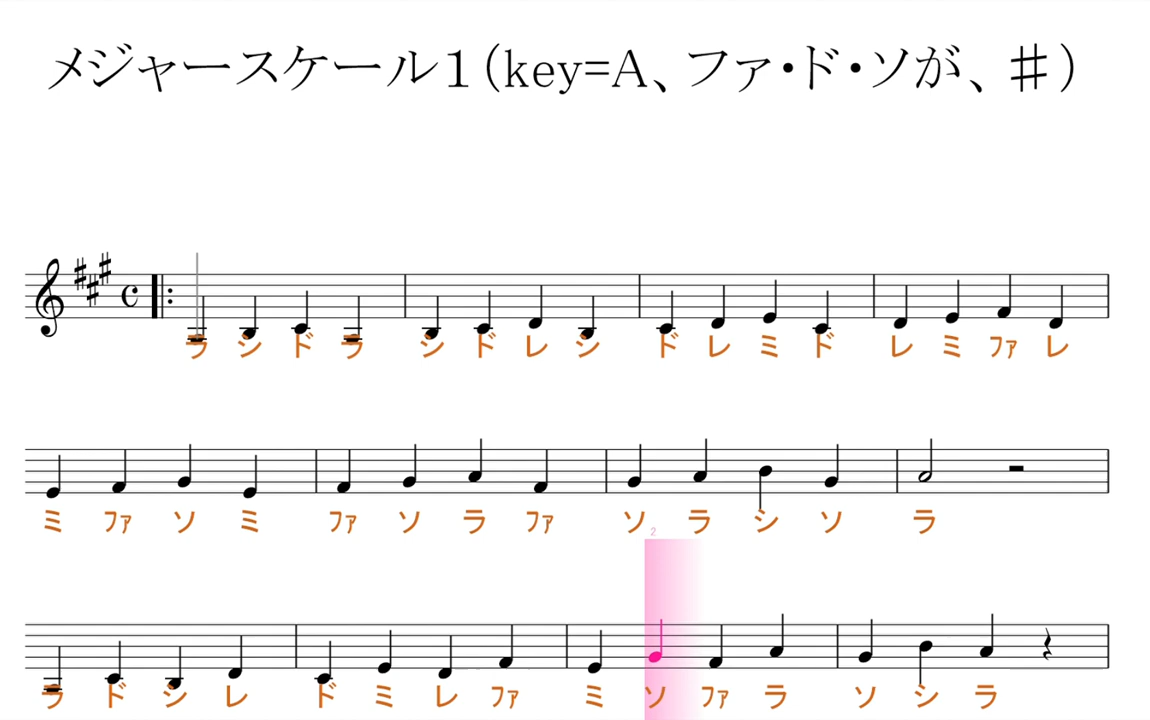 メジャースケール１(key=A、ファ・ド・ソが、♯)
ラ シ ド ラ シ ド レ シ ド レ ミ ド レ ミ ファ レ
ミ ファ ソ ミ ファ ソ ラ ファ ソ ラ シ ソ ラ
2
ラ ド シ レ ド ミ レ ファ ミ ソ ファ ラ ソ シ ラ